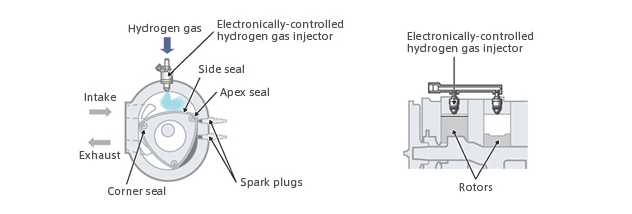 Hydrogen gas
Electronically-controlled
hydrogen gas injector
Side seal
Apex seal
Intake
Exhaust
Corner seal
Spark plugs
Electronically-controlled
hydrogen gas injector
Rotors